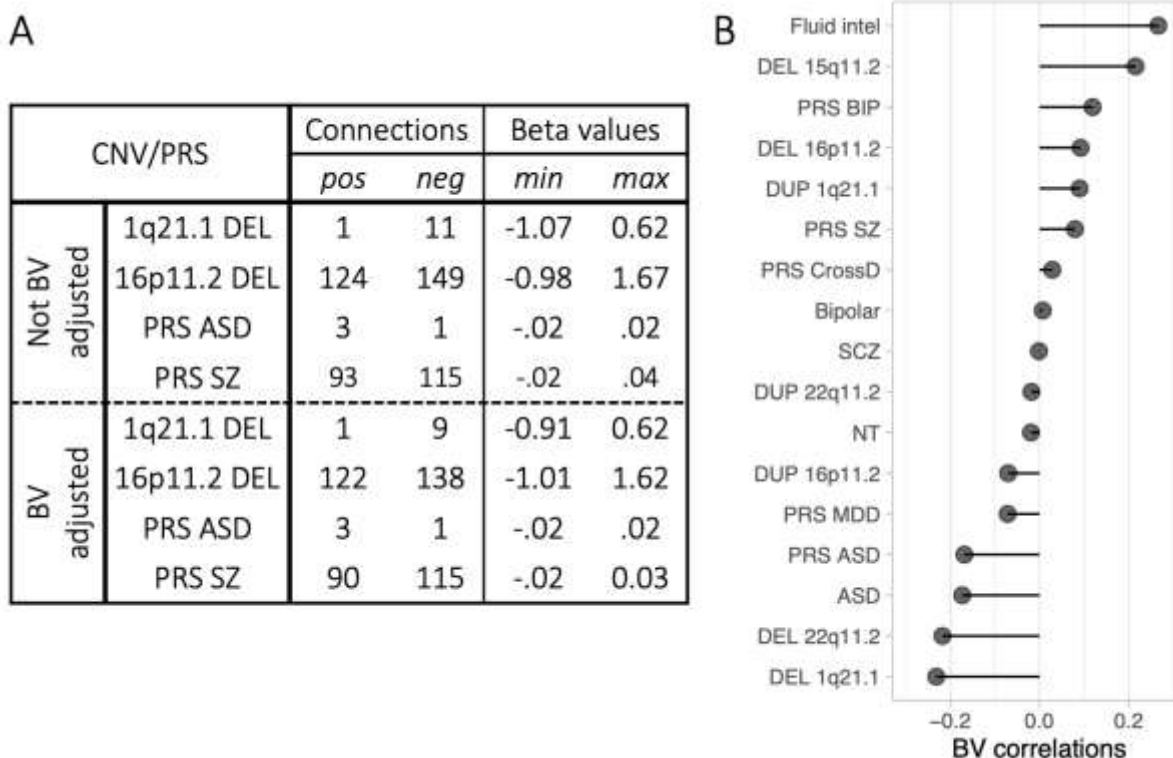 A
CNV/PRS Connections Beta values
pos neg min max
Not BV adjusted
1q21.1 DEL 1 11 -1.07 0.62
16p11.2 DEL 124 149 -0.98 1.67
PRS ASD 3 1 -.02 .02
PRS SZ 93 115 -.02 .04
BV adjusted
1q21.1 DEL 1 9 -0.91 0.62
16p11.2 DEL 122 138 -1.01 1.62
PRS ASD 3 1 -.02 .02
PRS SZ 90 115 -.02 0.03
B
Fluid intel
DEL 15q11.2
PRS BIP
DEL 16p11.2
DUP 1q21.1
PRS SZ
PRS CrossD
Bipolar
SCZ
DUP 22q11.2
NT
DUP 16p11.2
PRS MDD
PRS ASD
ASD
DEL 22q11.2
DEL 1q21.1
−0.2 0.0 0.2
BV correlations